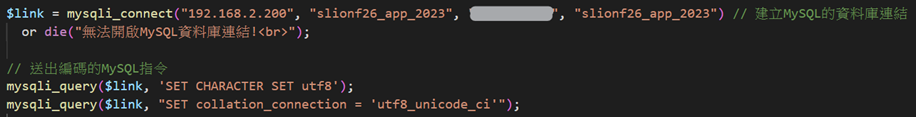 $link = mysqli_connect("192.168.2.200", "slionf26_app_2023", "", "slionf26_app_2023") // 建立MySQL的資料庫連結
or die("無法開啟MySQL資料庫連結!<br>");
// 送出編碼的MySQL指令
mysqli_query($link, 'SET CHARACTER SET utf8');
mysqli_query($link, "SET collation_connection = 'utf8_unicode_ci'");